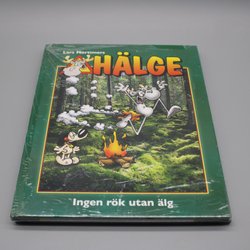 Lars Mortimers
HÄLGE
Ingen rök utan älg